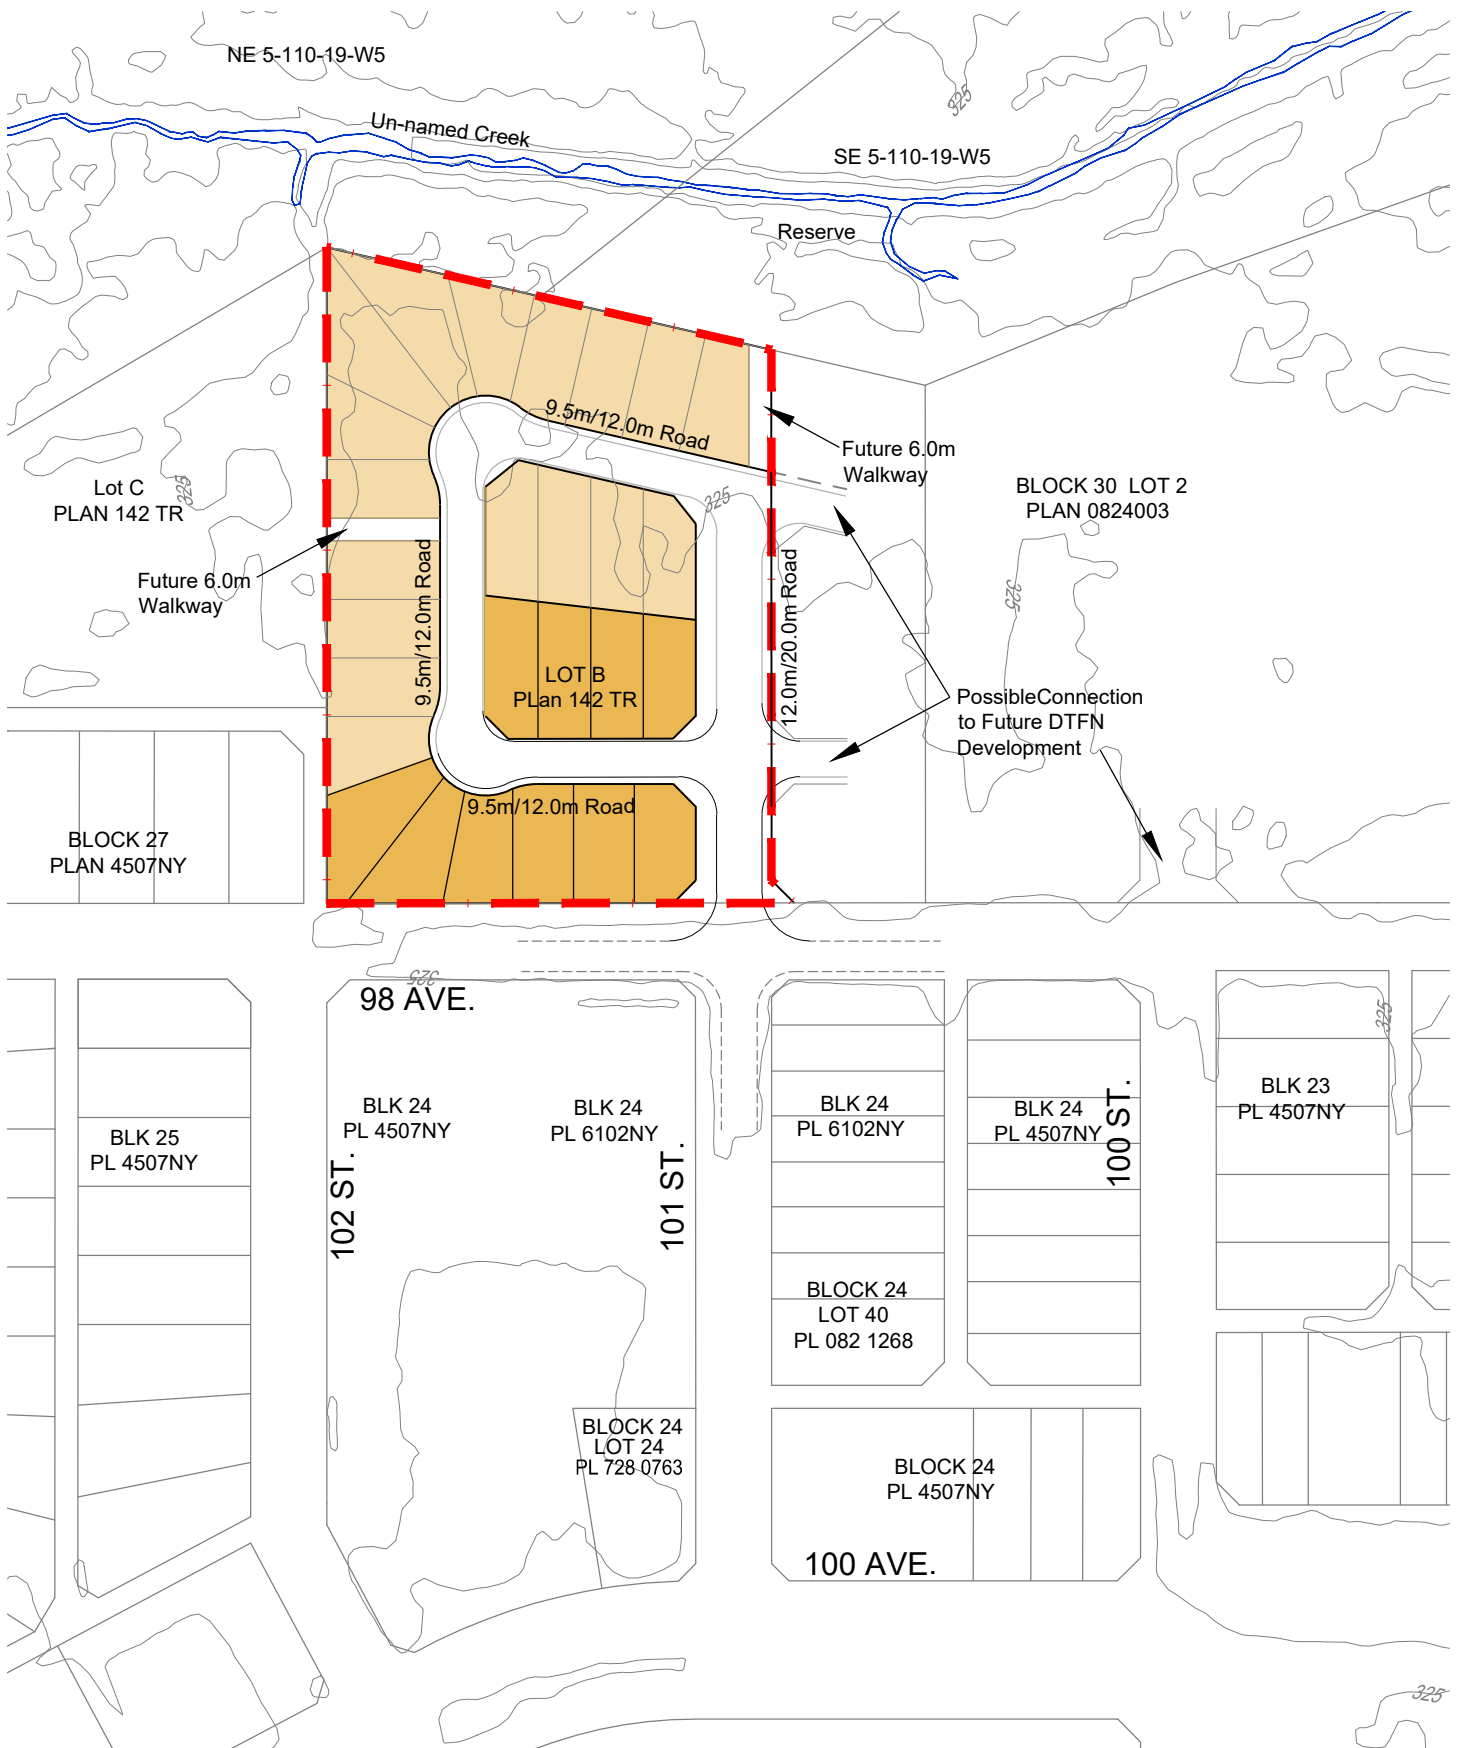 NE 5-110-19-W5
325
Un-named Creek
SE 5-110-19-W5
Reserve
9.5m/12.0m Road
Future 6.0m
Walkway
Lot C
PLAN 142 TR
325
325
BLOCK 30 LOT 2
PLAN 0824003
Future 6.0m
Walkway
9.5m/12.0m Road
12.0m/20.0m Road
325
LOT B
PLan 142 TR
PossibleConnection
to Future DTFN
Development
9.5m/12.0m Road
BLOCK 27
PLAN 4507NY
325
98 AVE.
325
BLK 24
PL 4507NY
BLK 24
PL 6102NY
BLK 24
PL 6102NY
BLK 24
PL 4507NY
100 ST.
BLK 23
PL 4507NY
BLK 25
PL 4507NY
102 ST.
101 ST.
BLOCK 24
LOT 40
PL 082 1268
BLOCK 24
LOT 24
PL 728 0763
BLOCK 24
PL 4507NY
100 AVE.
325